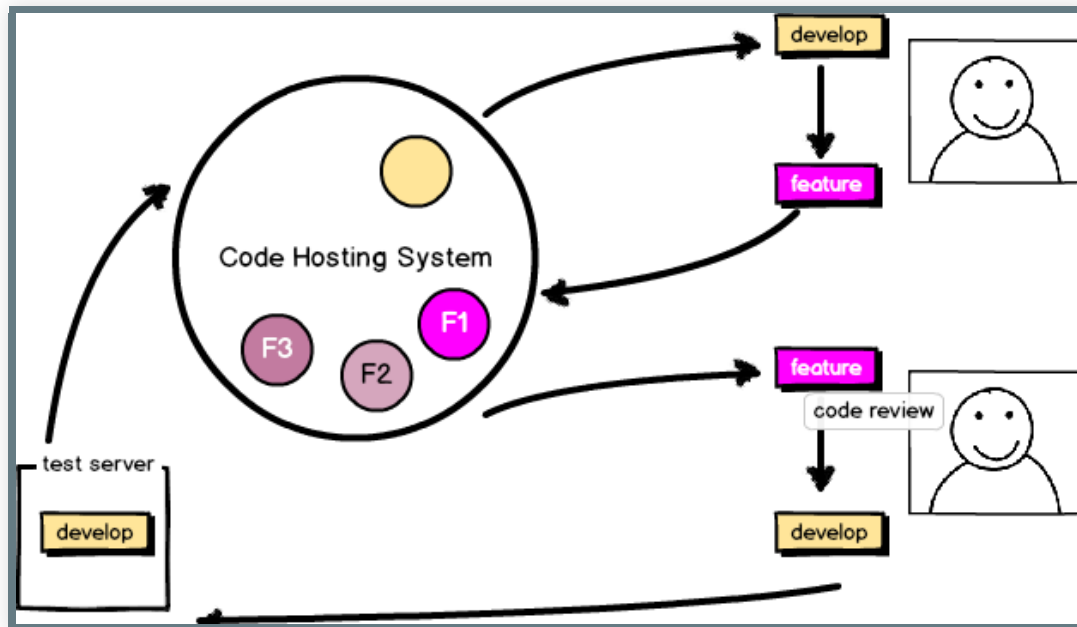 develop
feature
Code Hosting System
F1
F3
F2
feature
code review
test server
develop
develop